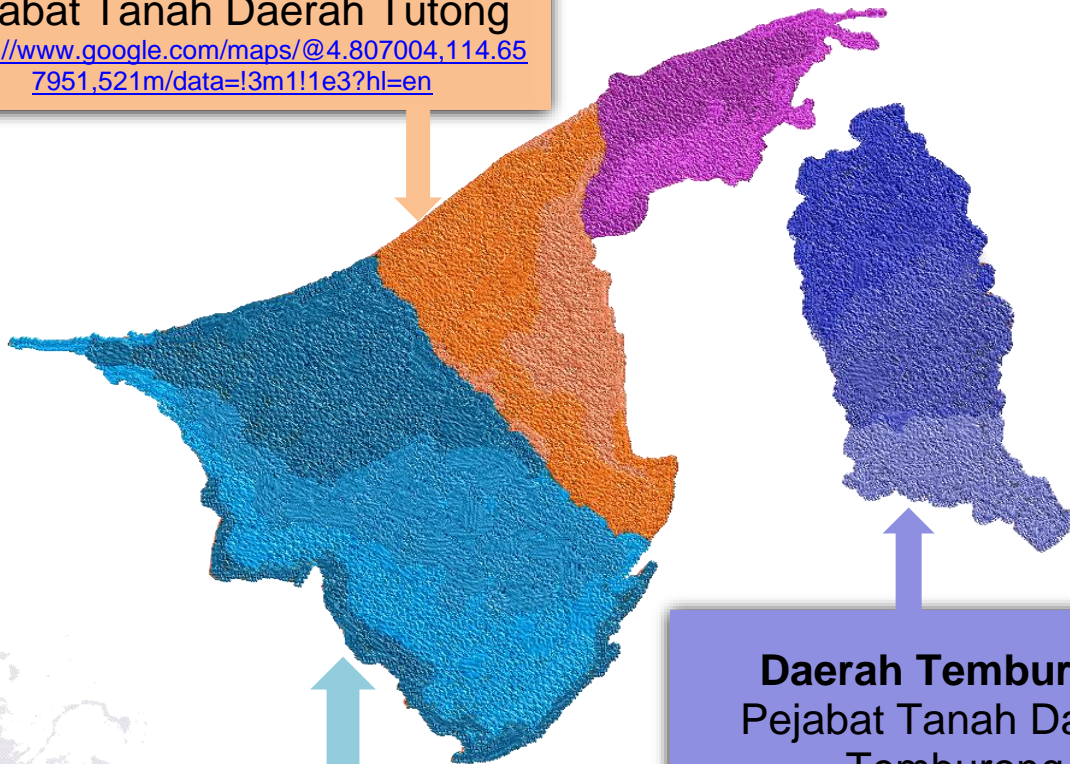 abat Tanah Daerah Tutong
://www.google.com/maps/@4.807004,114.65
7951,521m/data=!3m1!1e3?hl=en
Daerah Tembur
Pejabat Tanah Da
Temburong